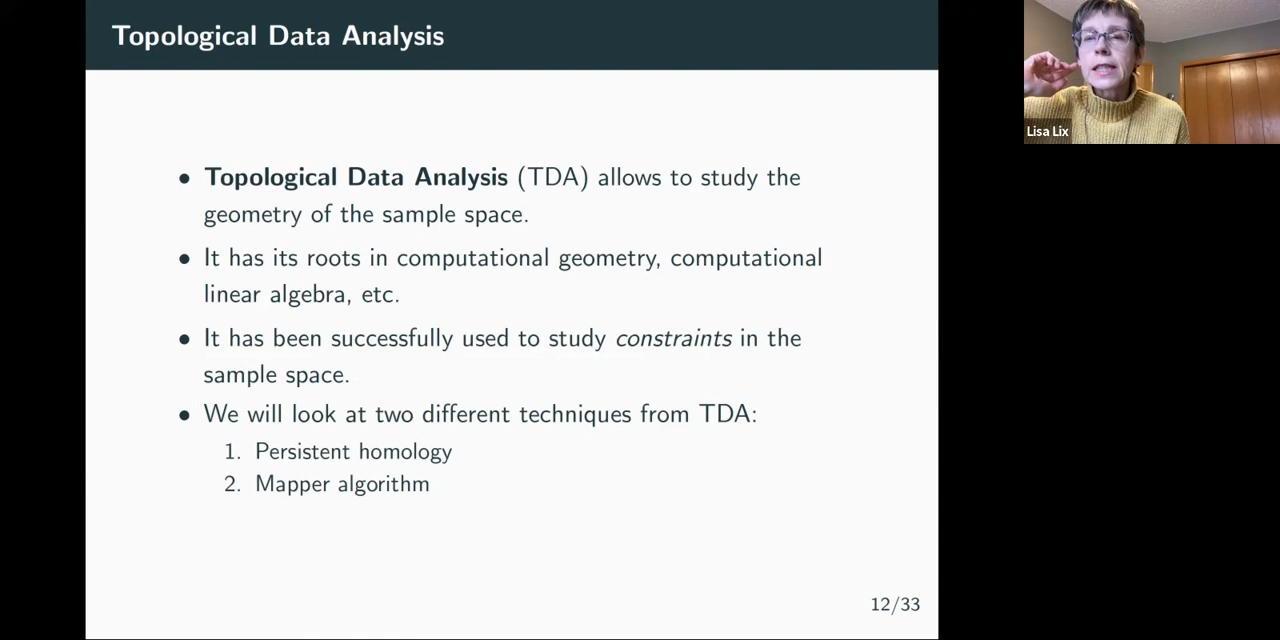 Topological Data Analysis
• Topological Data Analysis (TDA) allows to study the
geometry of the sample space.
• It has its roots in computational geometry, computational
linear algebra, etc.
• It has been successfully used to study constraints in the
sample space.
• We will look at two different techniques from TDA:
1. Persistent homology
2. Mapper algorithm
12/33
Lisa Lix